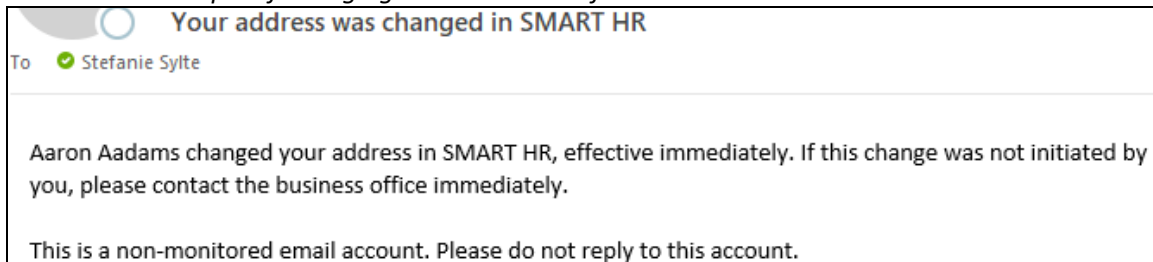 Your address was changed in SMART HR
To Stefanie Sylte
Aaron Aadams changed your address in SMART HR, effective immediately. If this change was not initiated by
you, please contact the business office immediately.
This is a non-monitored email account. Please do not reply to this account.